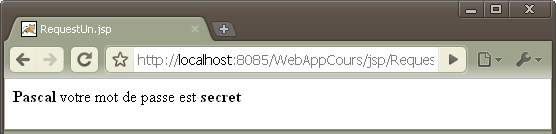 RequestUn.jsp
http://localhost:8085/WebAppCours/jsp/Reques
Pascal votre mot de passe est secret